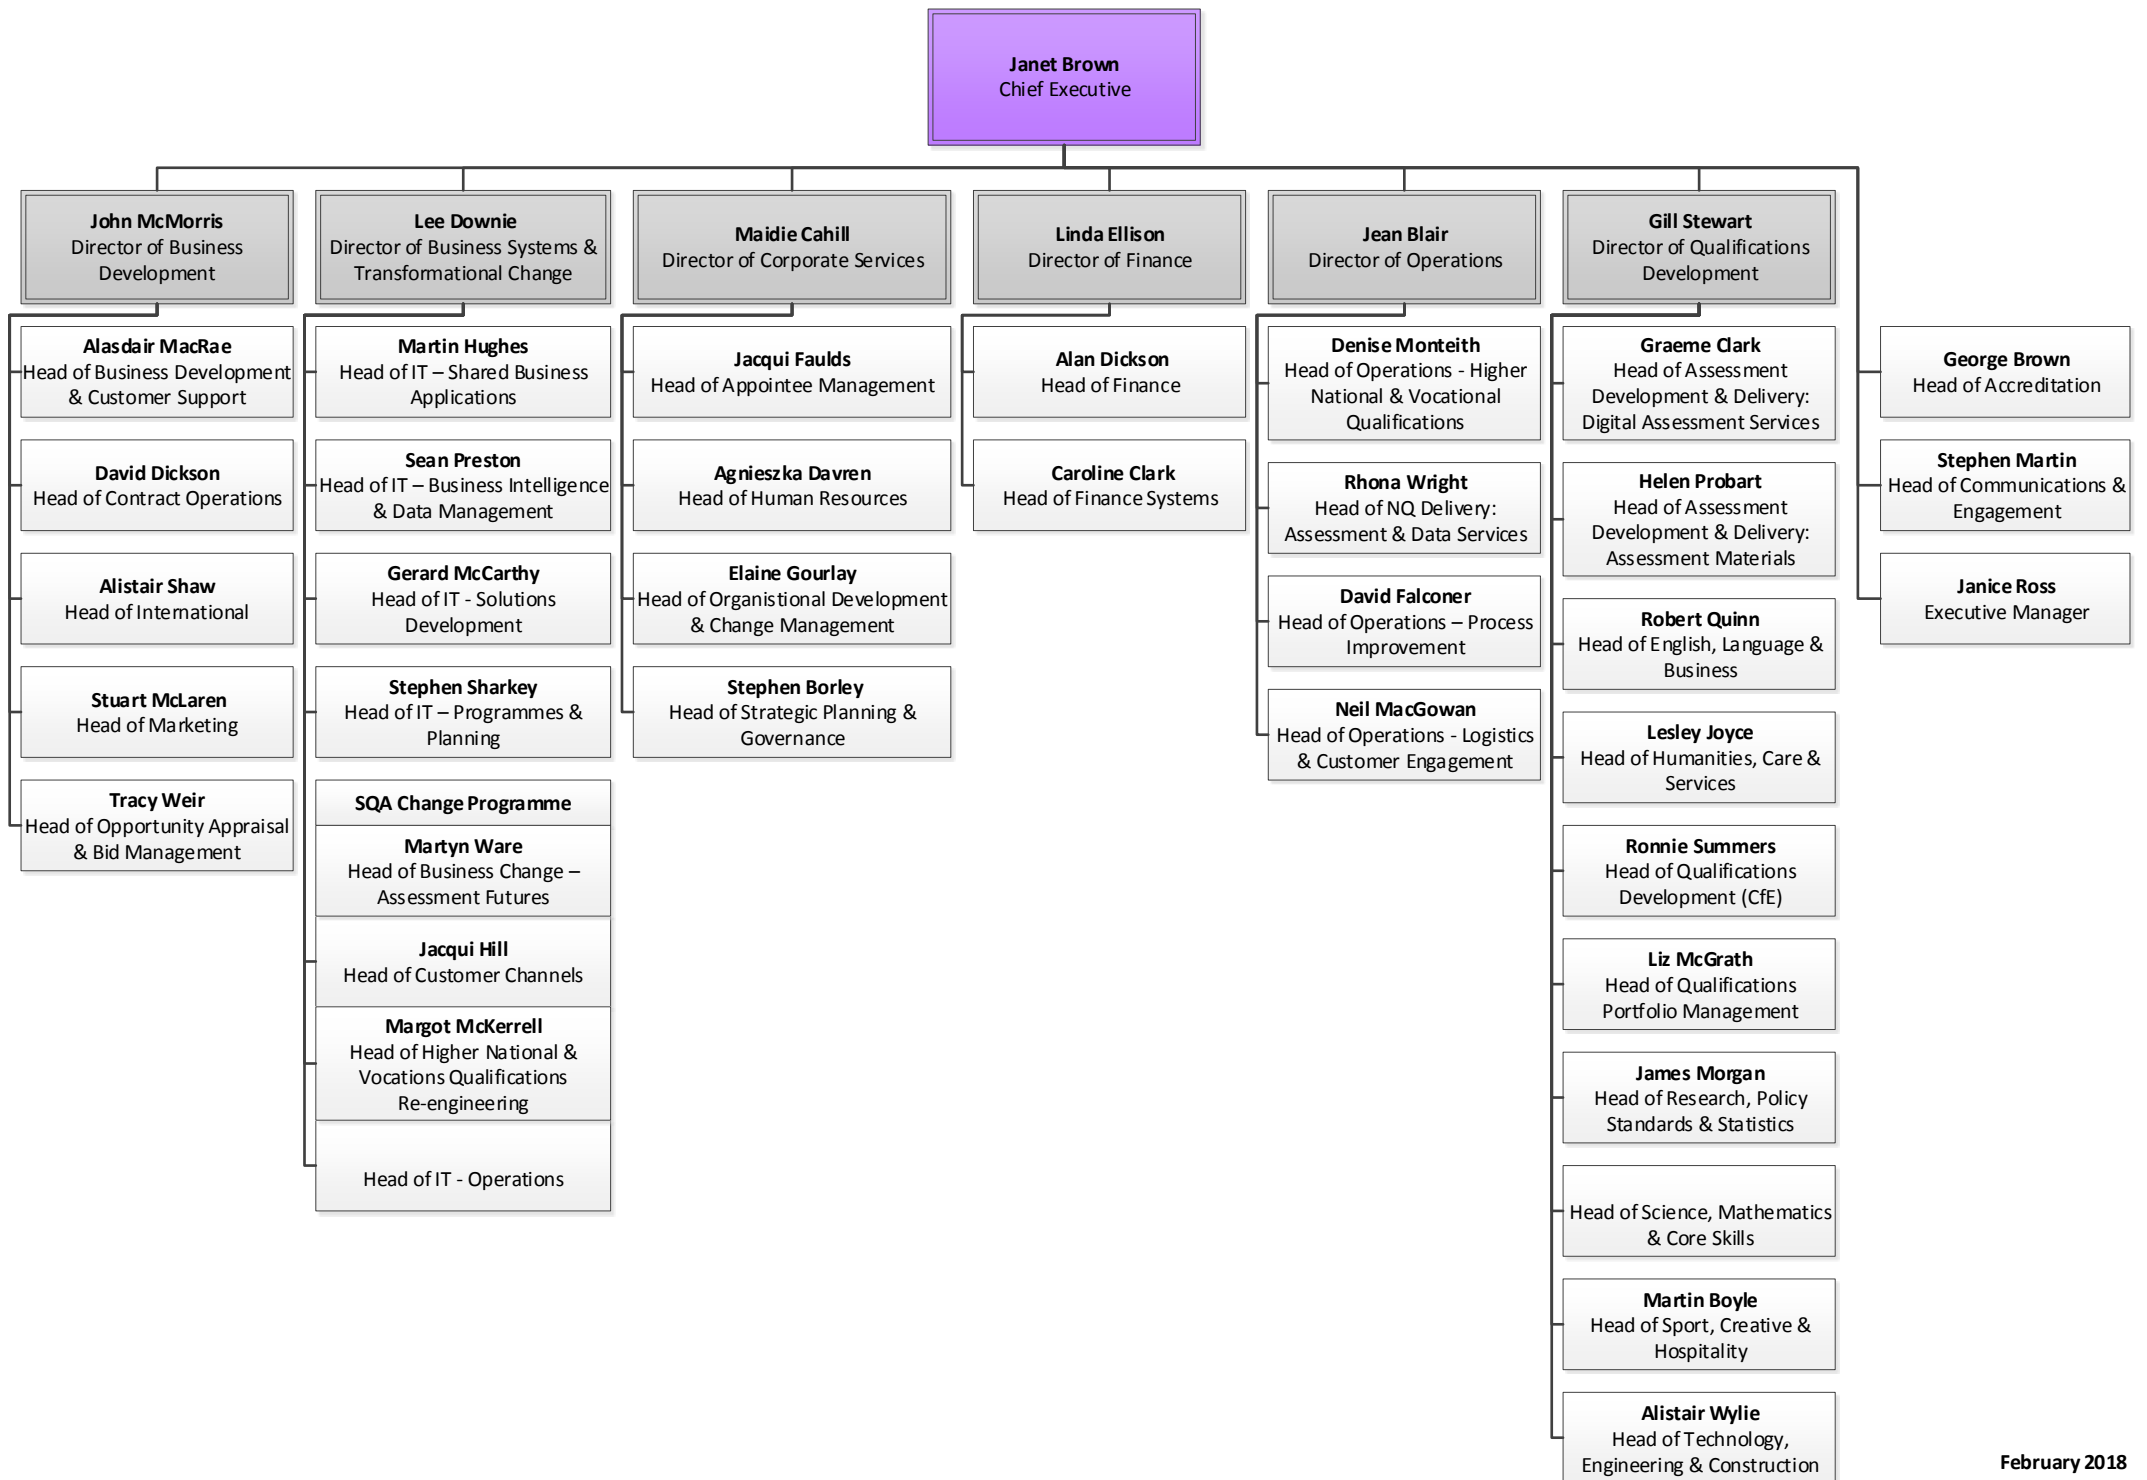 Janet Brown
Chief Executive
John McMorris
Director of Business
Development
Alasdair MacRae
Head of Business Development
& Customer Support
David Dickson
Head of Contract Operations
Alistair Shaw
Head of International
Stuart McLaren
Head of Marketing
Tracy Weir
Head of Opportunity Appraisal
& Bid Management
Lee Downie
Director of Business Systems &
Transformational Change
Martin Hughes
Head of IT – Shared Business
Applications
Sean Preston
Head of IT – Business Intelligence
& Data Management
Gerard McCarthy
Head of IT - Solutions
Development
Stephen Sharkey
Head of IT – Programmes &
Planning
SQA Change Programme
Martyn Ware
Head of Business Change –
Assessment Futures
Jacqui Hill
Head of Customer Channels
Margot McKerrell
Head of Higher National &
Vocations Qualifications
Re-engineering
Head of IT - Operations
Maidie Cahill
Director of Corporate Services
Jacqui Faulds
Head of Appointee Management
Agnieszka Davren
Head of Human Resources
Elaine Gourlay
Head of Organistional Development
& Change Management
Stephen Borley
Head of Strategic Planning &
Governance
Linda Ellison
Director of Finance
Alan Dickson
Head of Finance
Caroline Clark
Head of Finance Systems
Jean Blair
Director of Operations
Denise Monteith
Head of Operations - Higher
National & Vocational
Qualifications
Rhona Wright
Head of NQ Delivery:
Assessment & Data Services
David Falconer
Head of Operations – Process
Improvement
Neil MacGowan
Head of Operations - Logistics
& Customer Engagement
Gill Stewart
Director of Qualifications
Development
Graeme Clark
Head of Assessment
Development & Delivery:
Digital Assessment Services
Helen Probart
Head of Assessment
Development & Delivery:
Assessment Materials
Robert Quinn
Head of English, Language &
Business
Lesley Joyce
Head of Humanities, Care &
Services
Ronnie Summers
Head of Qualifications
Development (CfE)
Liz McGrath
Head of Qualifications
Portfolio Management
James Morgan
Head of Research, Policy
Standards & Statistics
Head of Science, Mathematics
& Core Skills
Martin Boyle
Head of Sport, Creative &
Hospitality
Alistair Wylie
Head of Technology,
Engineering & Construction
George Brown
Head of Accreditation
Stephen Martin
Head of Communications &
Engagement
Janice Ross
Executive Manager
February 2018